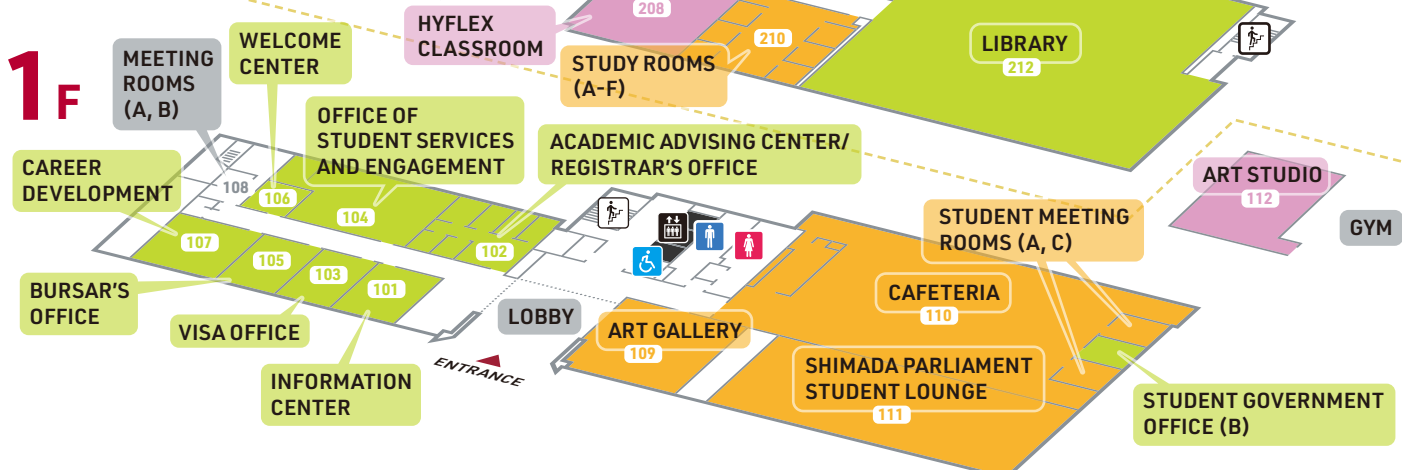 1F
208
HYFLEX
CLASSROOM
210
STUDY ROOMS
(A-F)
LIBRARY
212
MEETING
ROOMS
(A, B)
108
WELCOME
CENTER
106
OFFICE OF
STUDENT SERVICES
AND ENGAGEMENT
104
ACADEMIC ADVISING CENTER/
REGISTRAR'S OFFICE
102
CAREER
DEVELOPMENT
107
105
103
101
BURSAR'S
OFFICE
VISA OFFICE
INFORMATION
CENTER
ENTRANCE
LOBBY
ART GALLERY
109
STUDENT MEETING
ROOMS (A, C)
CAFETERIA
110
SHIMADA PARLIAMENT
STUDENT LOUNGE
111
STUDENT GOVERNMENT
OFFICE (B)
ART STUDIO
112
GYM